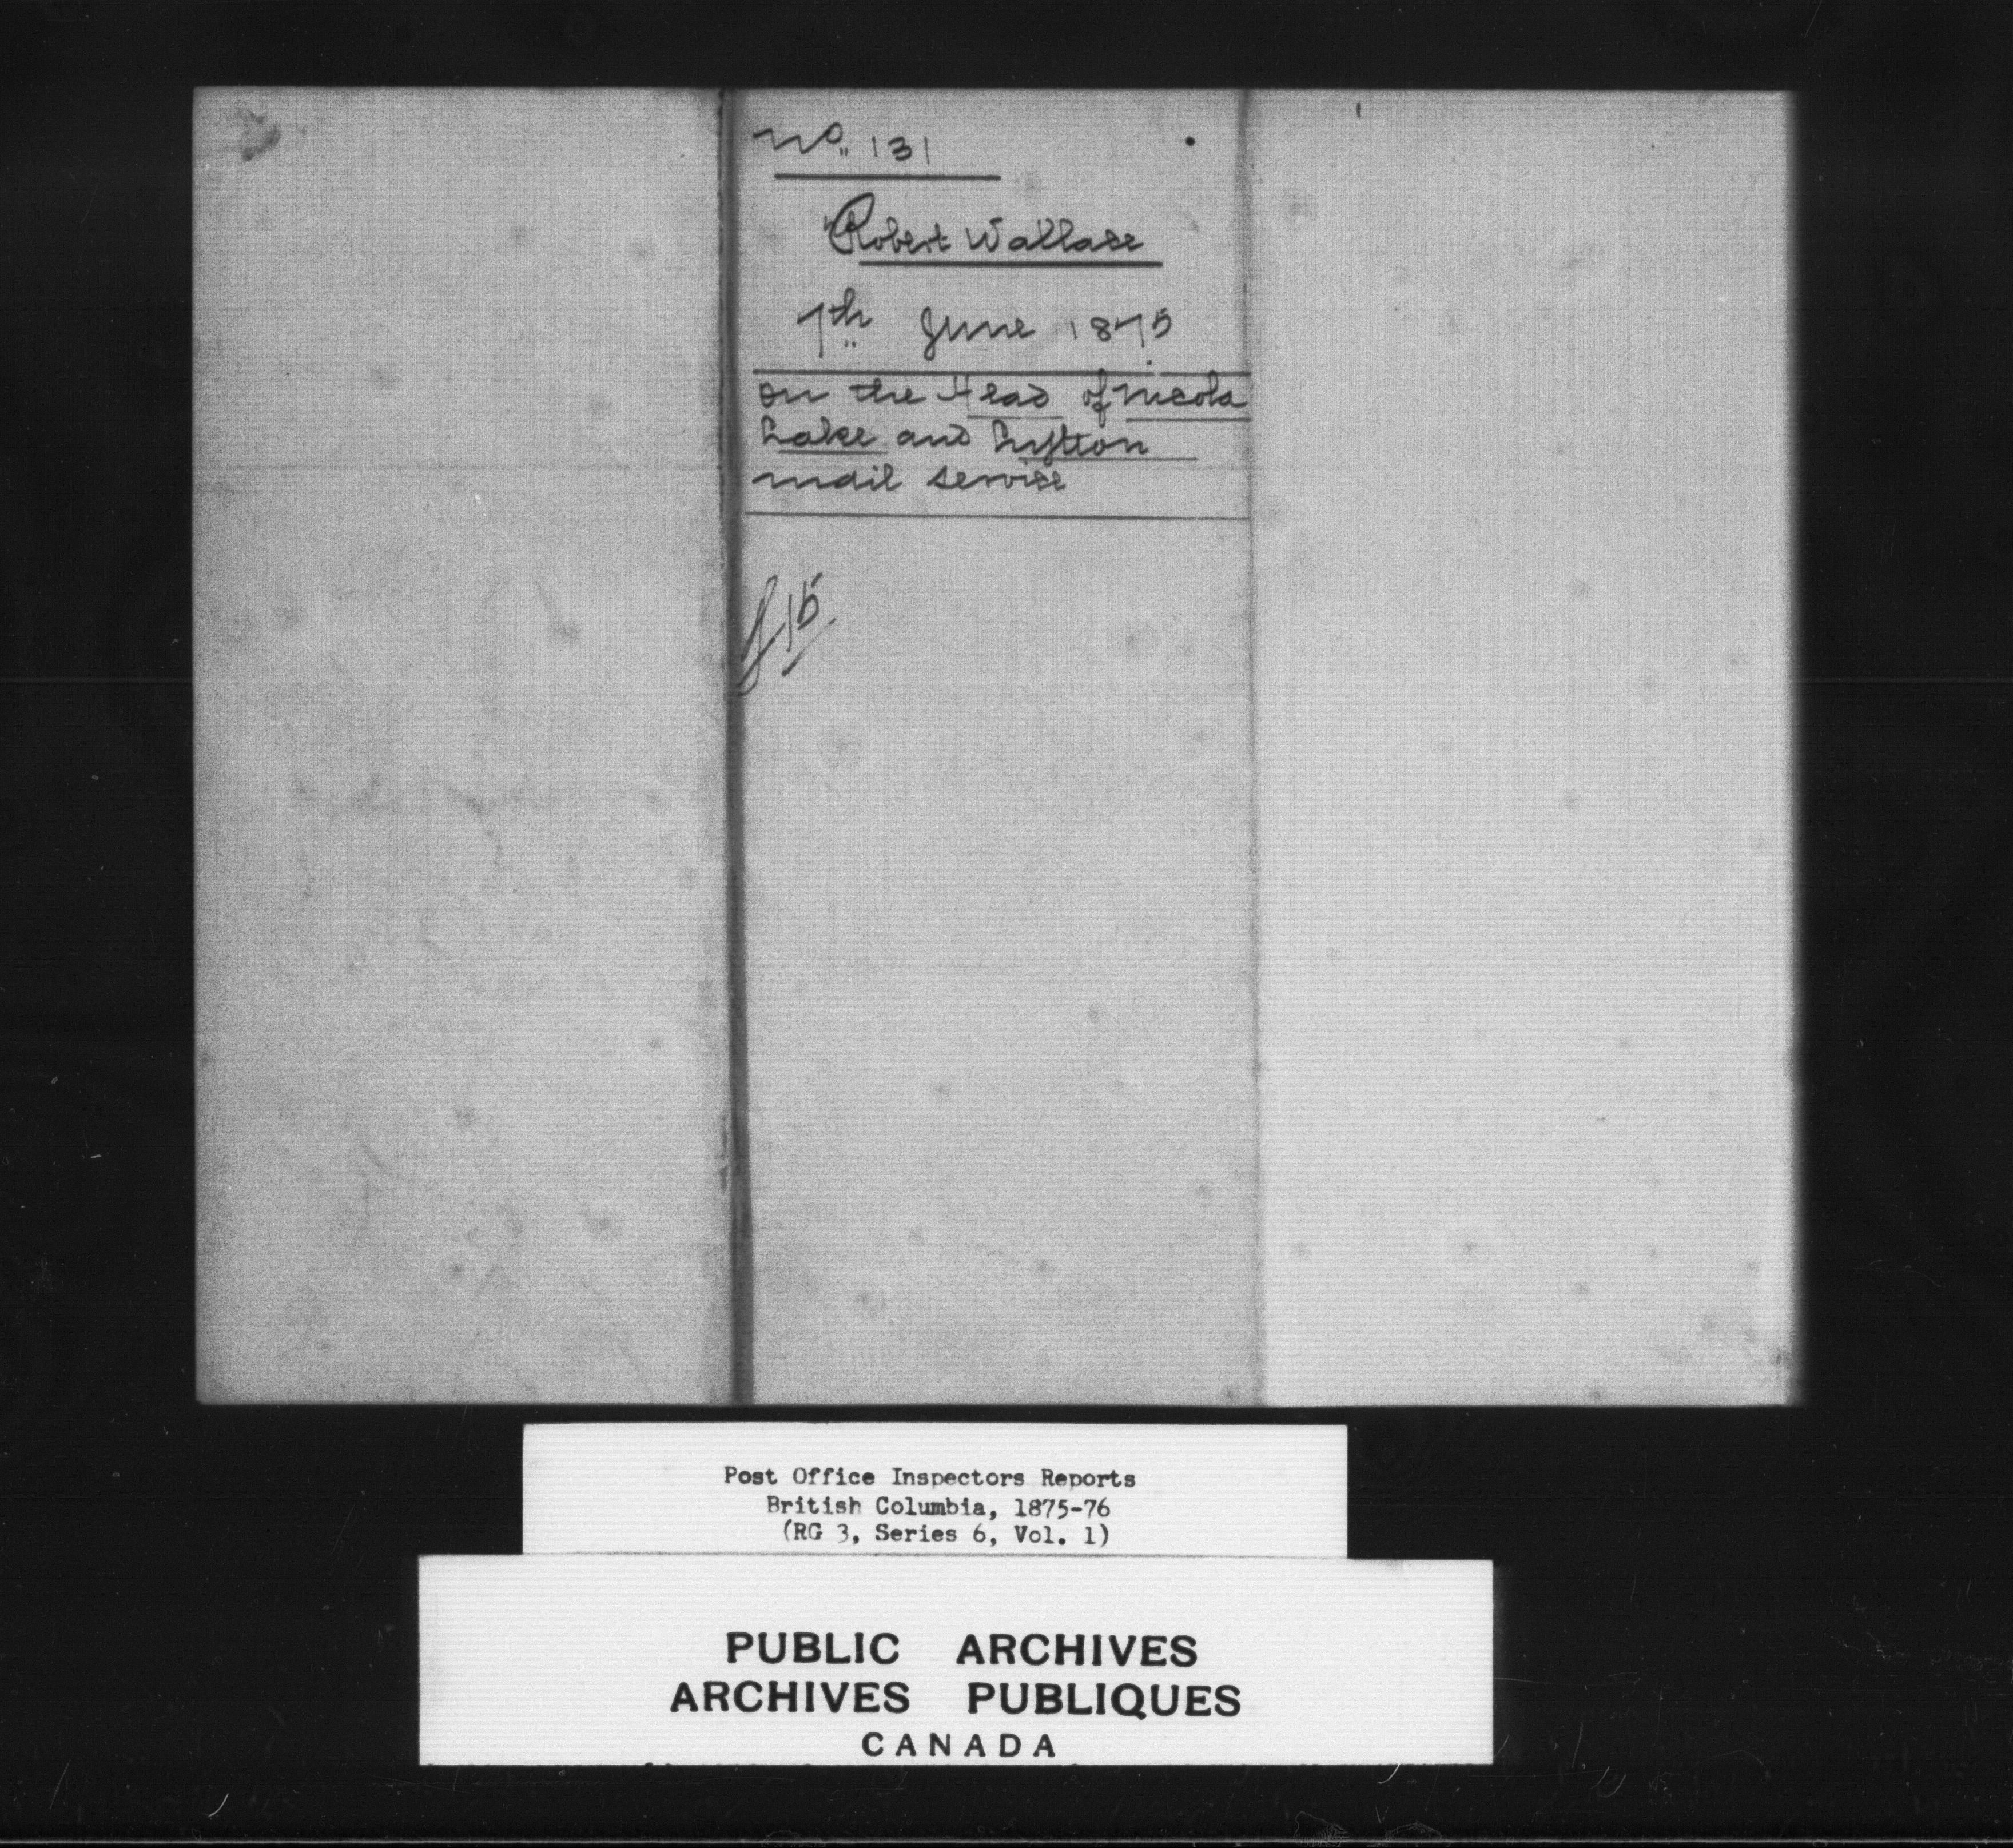 No. 131
Robert Wallace
7th June 1875
on the Head of Nicola
Lake and Lytton
mail service
f 15
Post Office Inspectors Reports
British Columbia, 1875-76
(RG 3, Series 6, Vol. 1)
PUBLIC ARCHIVES
ARCHIVES PUBLIQUES
CANADA